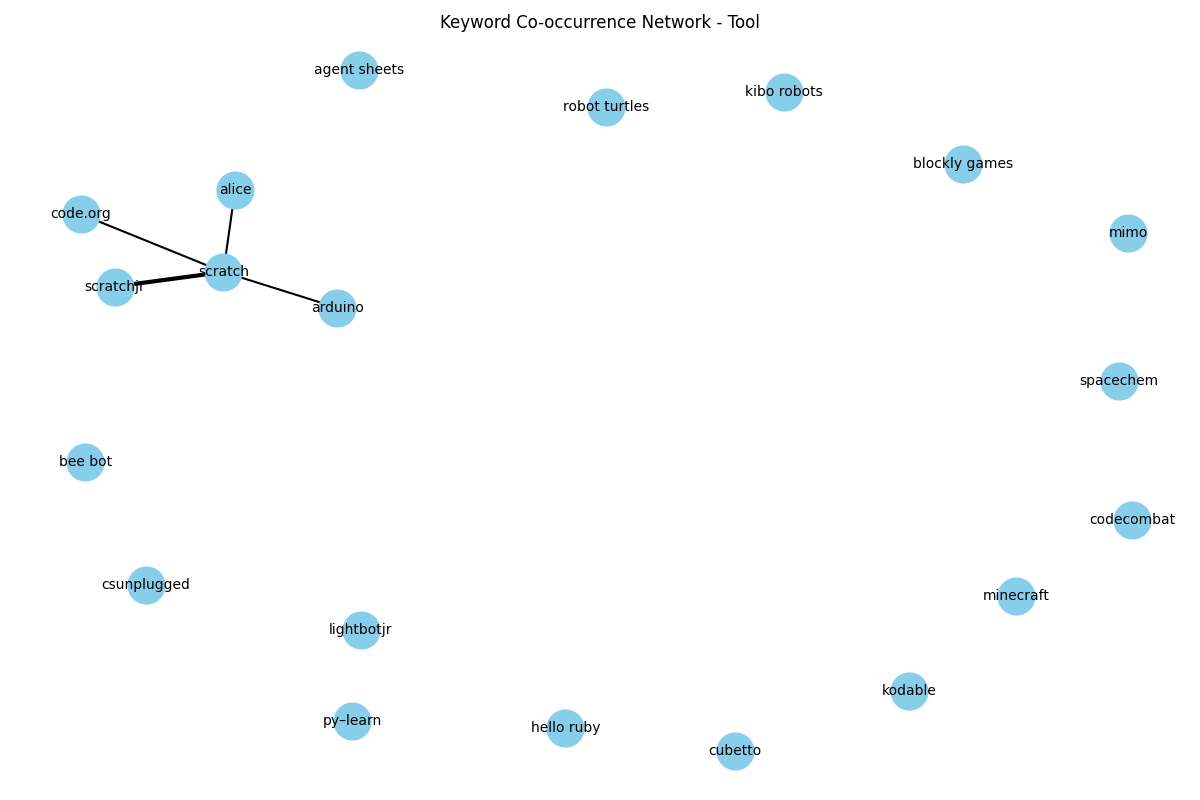 Keyword Co-occurrence Network - Tool
agent sheets
robot turtles
kibo robots
blockly games
alice
code.org
mimo
scratch
scratchjr
arduino
spacechem
bee bot
codecombat
csunplugged
minecraft
lightbotjr
kodable
py–learn
hello ruby
cubetto